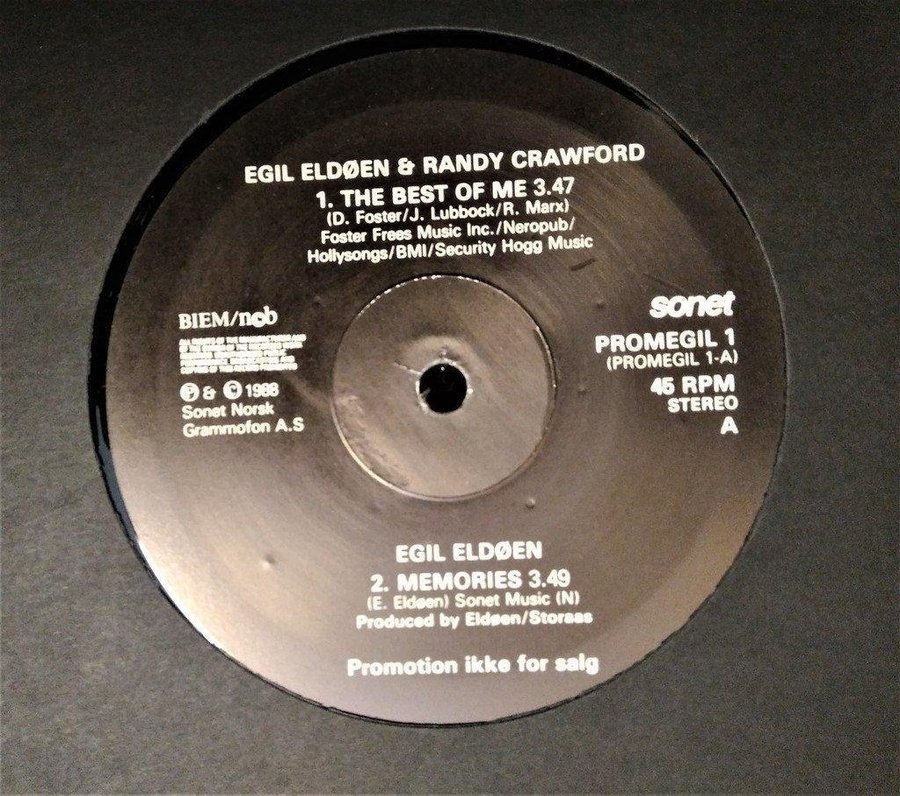 EGIL ELDØEN & RANDY CRAWFORD
1. THE BEST OF ME 3.47
(D. Foster/J. Lubbock/R. Marx)
Foster Frees Music Inc./Neropub/
Hollysongs/BMI/Security Hogg Music
BIEM/ncb
Ⓟ & © 1988
Sonet Norsk
Grammofon A.S
sonet
PROMEGIL 1
(PROMEGIL 1-A)
45 RPM
STEREO
A
EGIL ELDØEN
2. MEMORIES 3.49
(E. Eldøen) Sonet Music (N)
Produced by Eldøen/Storaas
Promotion ikke for salg